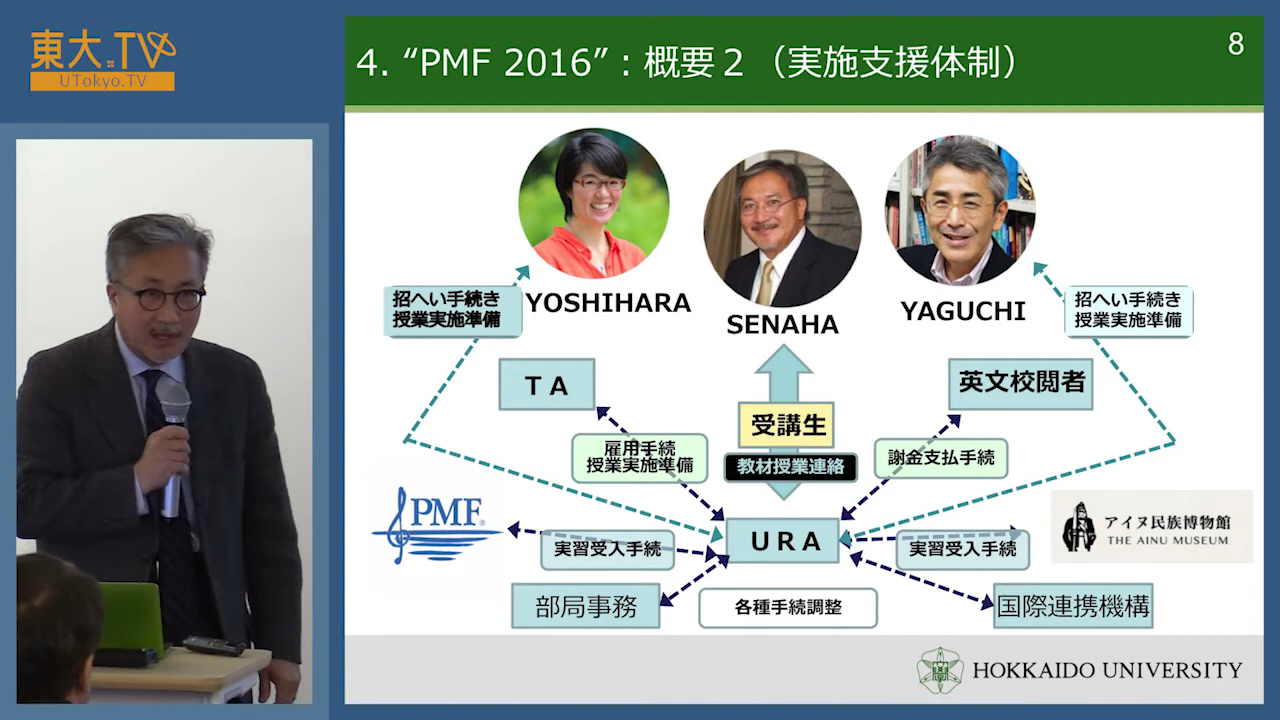 東大.TV
UTokyo.TV
4. “PMF 2016”：概要２（実施支援体制）
8
招へい手続き
授業実施準備
YOSHIHARA
SENAHA
YAGUCHI
招へい手続き
授業実施準備
ＴＡ
英文校閲者
受講生
雇用手続
授業実施準備
教材授業連絡
謝金支払手続
PMF®
ＵＲＡ
アイヌ民族博物館
THE AINU MUSEUM
実習受入手続
実習受入手続
部局事務
各種手続調整
国際連携機構
HOKKAIDO UNIVERSITY